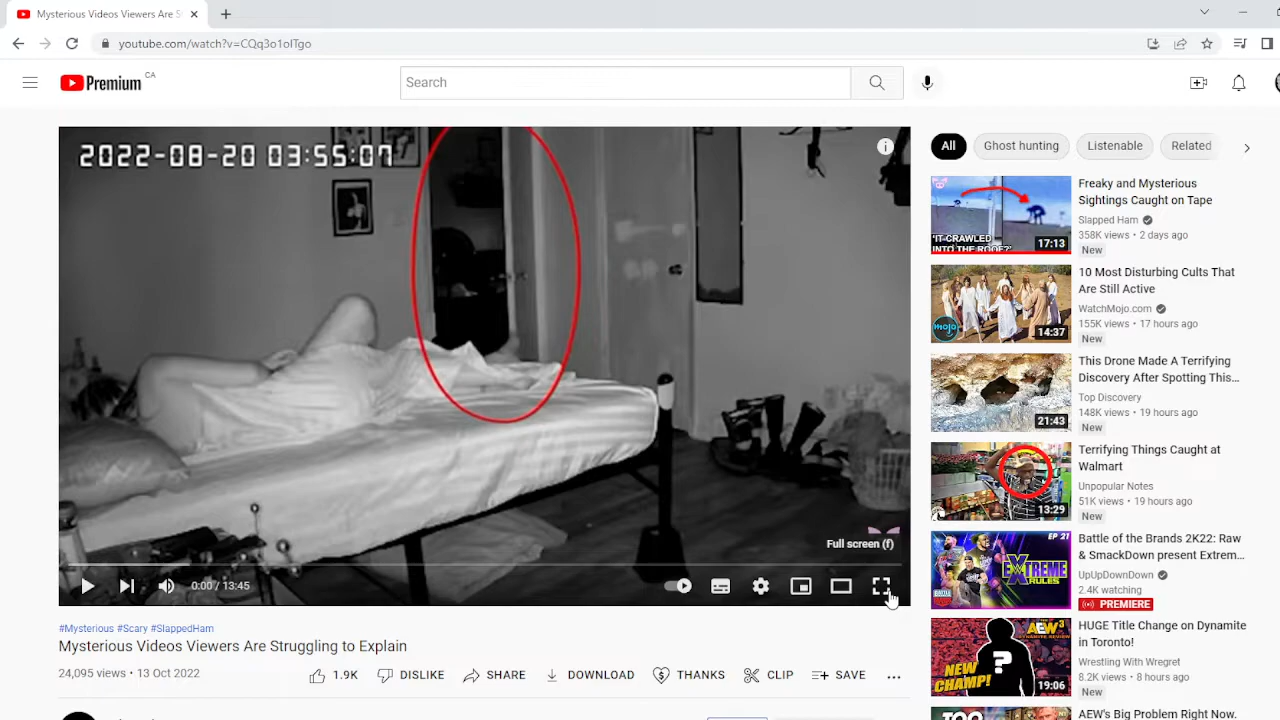 Mysterious Videos Viewers Are S
youtube.com/watch?v=CQq3o1oITgo
Premium CA
Search
2022-08-20 03:55:07
Full screen (f)
0:00 / 13:45
#Mysterious #Scary #SlappedHam
Mysterious Videos Viewers Are Struggling to Explain
24,095 views • 13 Oct 2022
1.9K
DISLIKE
SHARE
DOWNLOAD
THANKS
CLIP
SAVE
All
Ghost hunting
Listenable
Related
'IT CRAWLED
INTO THE ROOF?'
17:13
Freaky and Mysterious
Sightings Caught on Tape
Slapped Ham
358K views • 2 days ago
New
mojo
14:37
10 Most Disturbing Cults That
Are Still Active
WatchMojo.com
155K views • 17 hours ago
New
21:43
This Drone Made A Terrifying
Discovery After Spotting This...
Top Discovery
148K views • 19 hours ago
New
13:29
Terrifying Things Caught at
Walmart
Unpopular Notes
51K views • 19 hours ago
New
EP 21
EXTREME
RULES
Battle of the Brands 2K22: Raw
& SmackDown present Extrem...
UpUpDownDown
2.4K watching
PREMIERE
NEW
CHAMP!
?
19:06
HUGE Title Change on Dynamite
in Toronto!
Wrestling With Wregret
8.2K views • 8 hours ago
New
TOO
AEW's Big Problem Right Now.